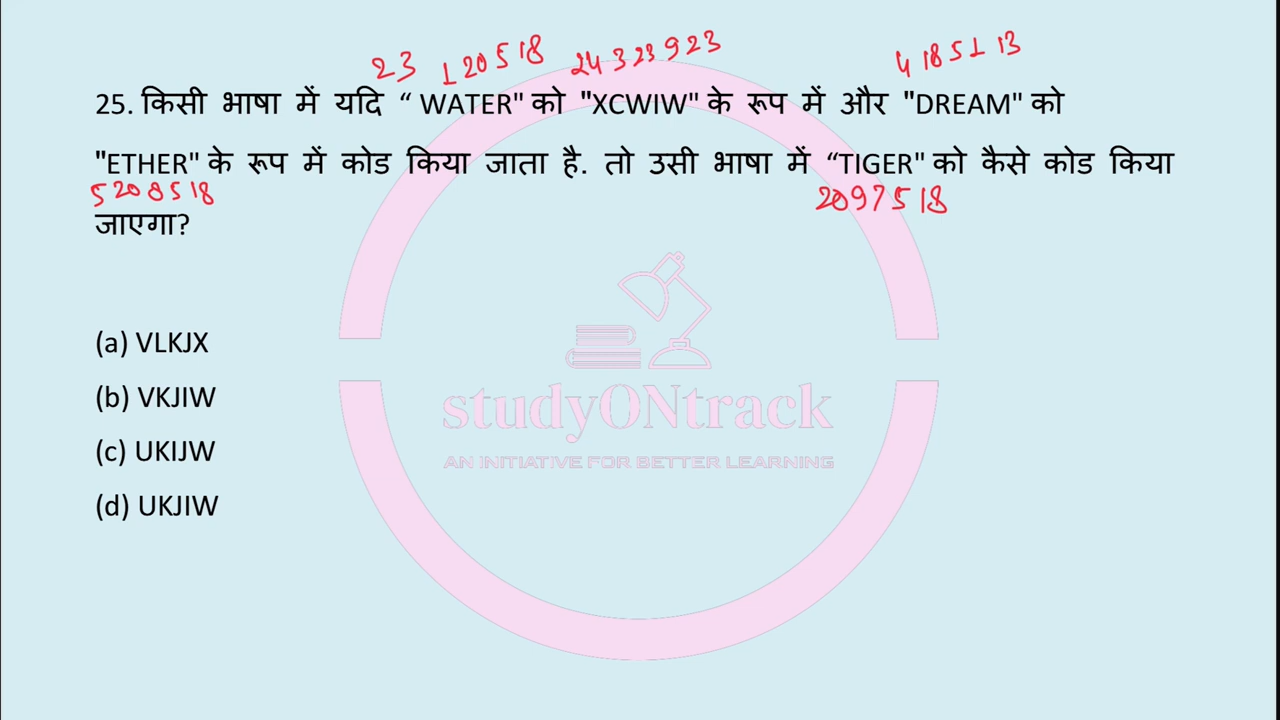 23 1 20 5 18 24 3 23 9 23 4 18 5 1 13
25. किसी भाषा में यदि “ WATER" को "XCWIW" के रूप में और "DREAM" को
"ETHER" के रूप में कोड किया जाता है. तो उसी भाषा में “TIGER" को कैसे कोड किया
5 20 8 5 18 20 9 7 5 18
जाएगा?
(a) VLKJX
(b) VKJIW
(c) UKIJW
(d) UKJIW
studyONtrack
AN INITIATIVE FOR BETTER LEARNING